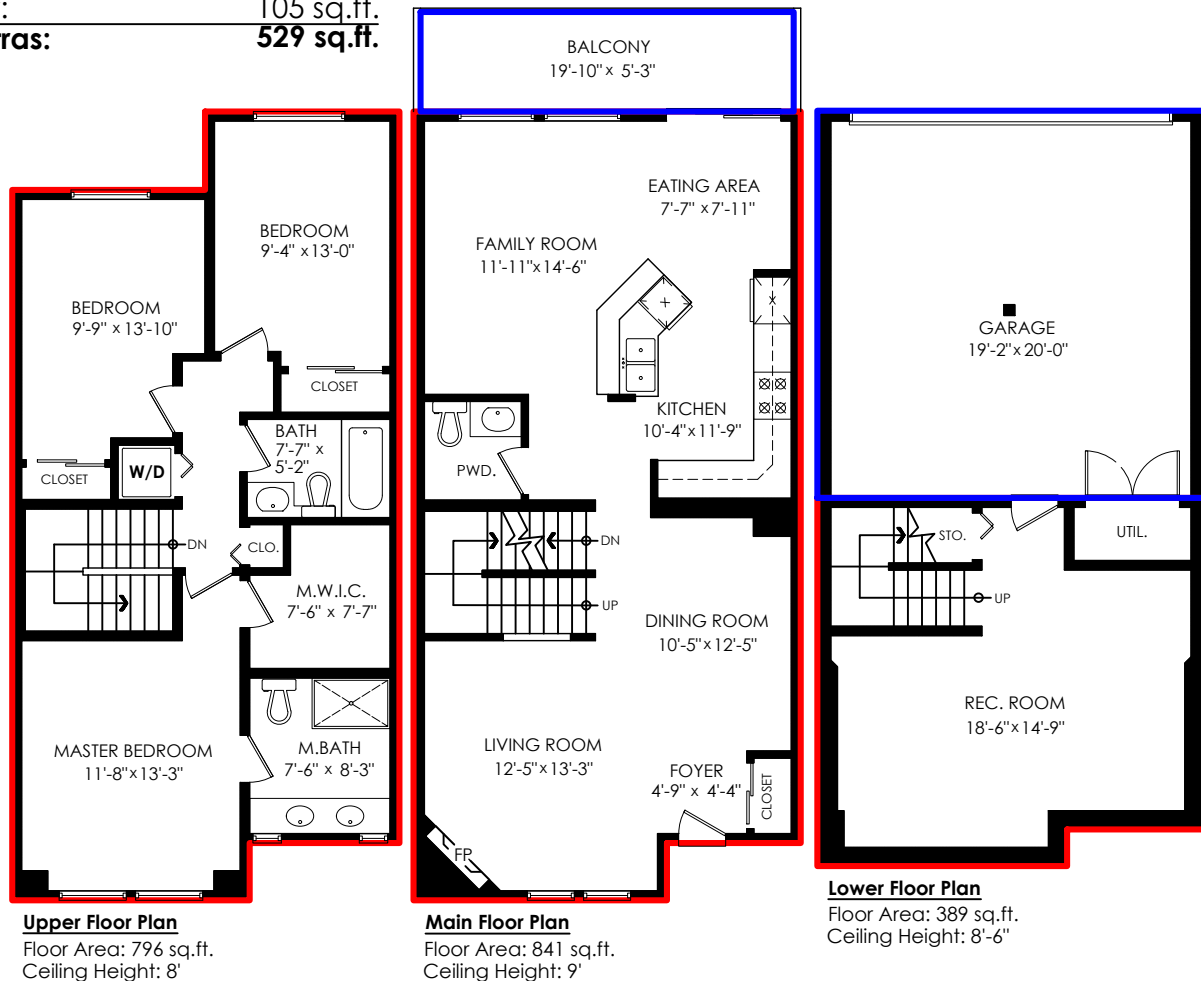 : 105 sq.ft.
ras: 529 sq.ft.
BALCONY
19'-10" x 5'-3"
BEDROOM
9'-4" x 13'-0"
BEDROOM
9'-9" x 13'-10"
CLOSET
BATH
7'-7" x
5'-2"
W/D
CLOSET
DN
CLO.
M.W.I.C.
7'-6" x 7'-7"
MASTER BEDROOM
11'-8" x 13'-3"
M.BATH
7'-6" x 8'-3"
Upper Floor Plan
Floor Area: 796 sq.ft.
Ceiling Height: 8'
EATING AREA
7'-7" x 7'-11"
FAMILY ROOM
11'-11" x 14'-6"
KITCHEN
10'-4" x 11'-9"
PWD.
DN
UP
DINING ROOM
10'-5" x 12'-5"
LIVING ROOM
12'-5" x 13'-3"
FOYER
4'-9" x 4'-4"
CLOSET
FP
Main Floor Plan
Floor Area: 841 sq.ft.
Ceiling Height: 9'
GARAGE
19'-2" x 20'-0"
STO.
UTIL.
UP
REC. ROOM
18'-6" x 14'-9"
Lower Floor Plan
Floor Area: 389 sq.ft.
Ceiling Height: 8'-6"